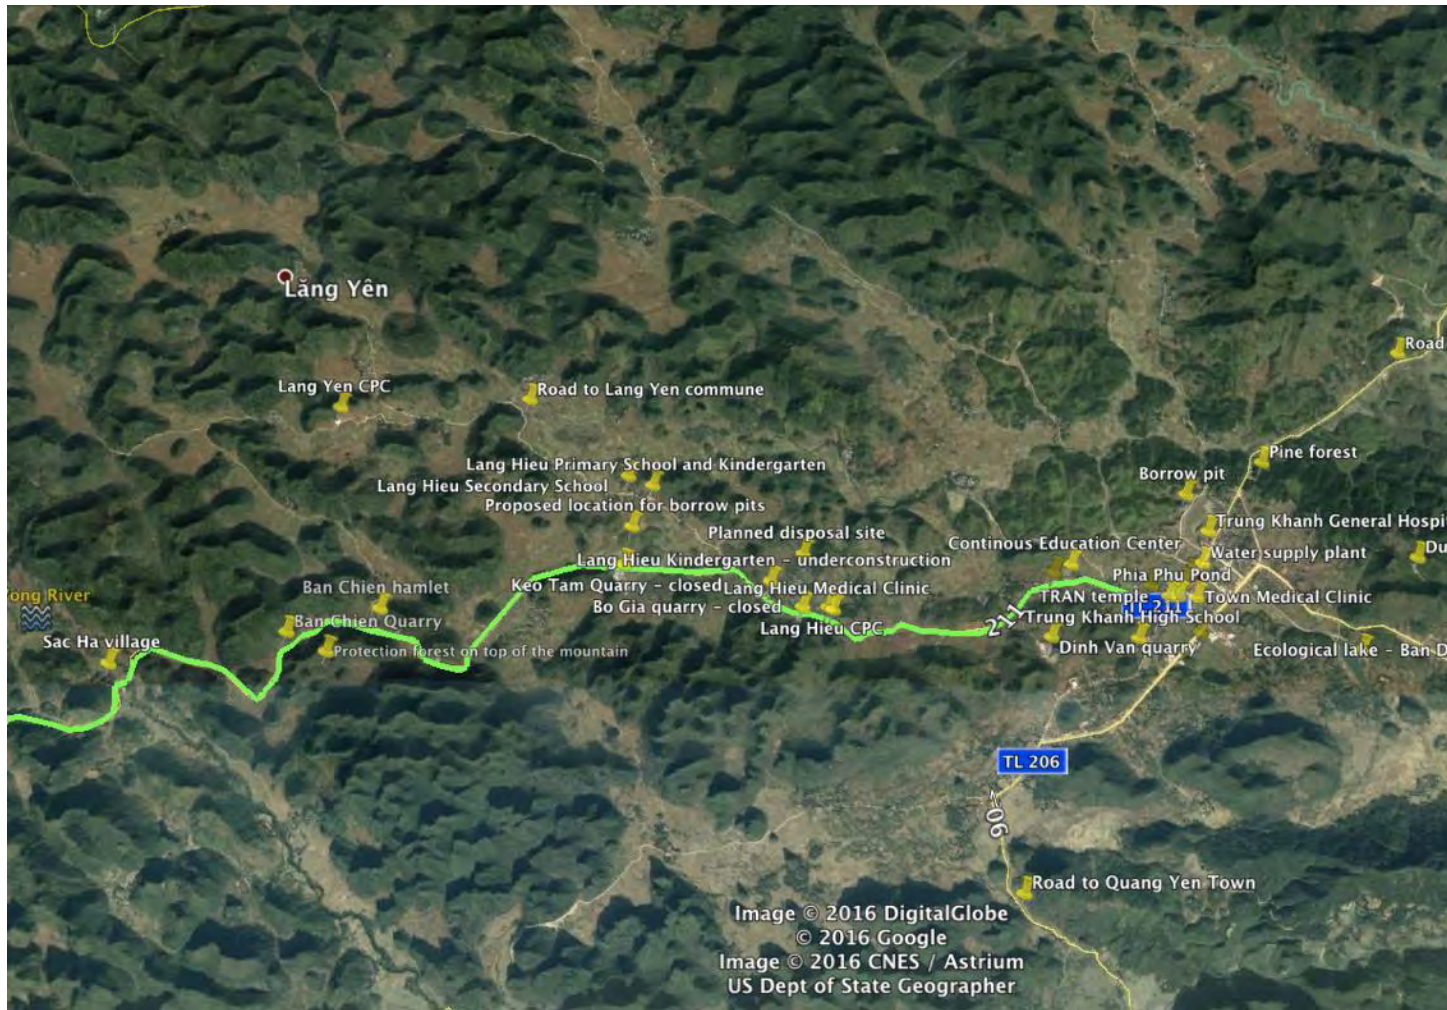 Lăng Yên
Road
Lang Yen CPC
Road to Lang Yen commune
Pine forest
Lang Hieu Primary School and Kindergarten
Borrow pit
Lang Hieu Secondary School
Proposed location for borrow pits
Trung Khanh General Hospi
Planned disposal site
Continous Education Center
Du
Lang Hieu Kindergarten - underconstruction
Water supply plant
Phia Phu Pond
Ban Chien hamlet
Keo Tam Quarry - closed
Lang Hieu Medical Clinic
ong River
TRAN temple
Town Medical Clinic
Bo Gia quarry - closed
Ban Chien Quarry
211
Trung Khanh High School
Lang Hieu CPC
Sac Ha village
Protection forest on top of the mountain
Dinh Van quarry
Ecological lake - Ban D
TL 206
206
Road to Quang Yen Town
Image © 2016 DigitalGlobe
© 2016 Google
Image © 2016 CNES / Astrium
US Dept of State Geographer